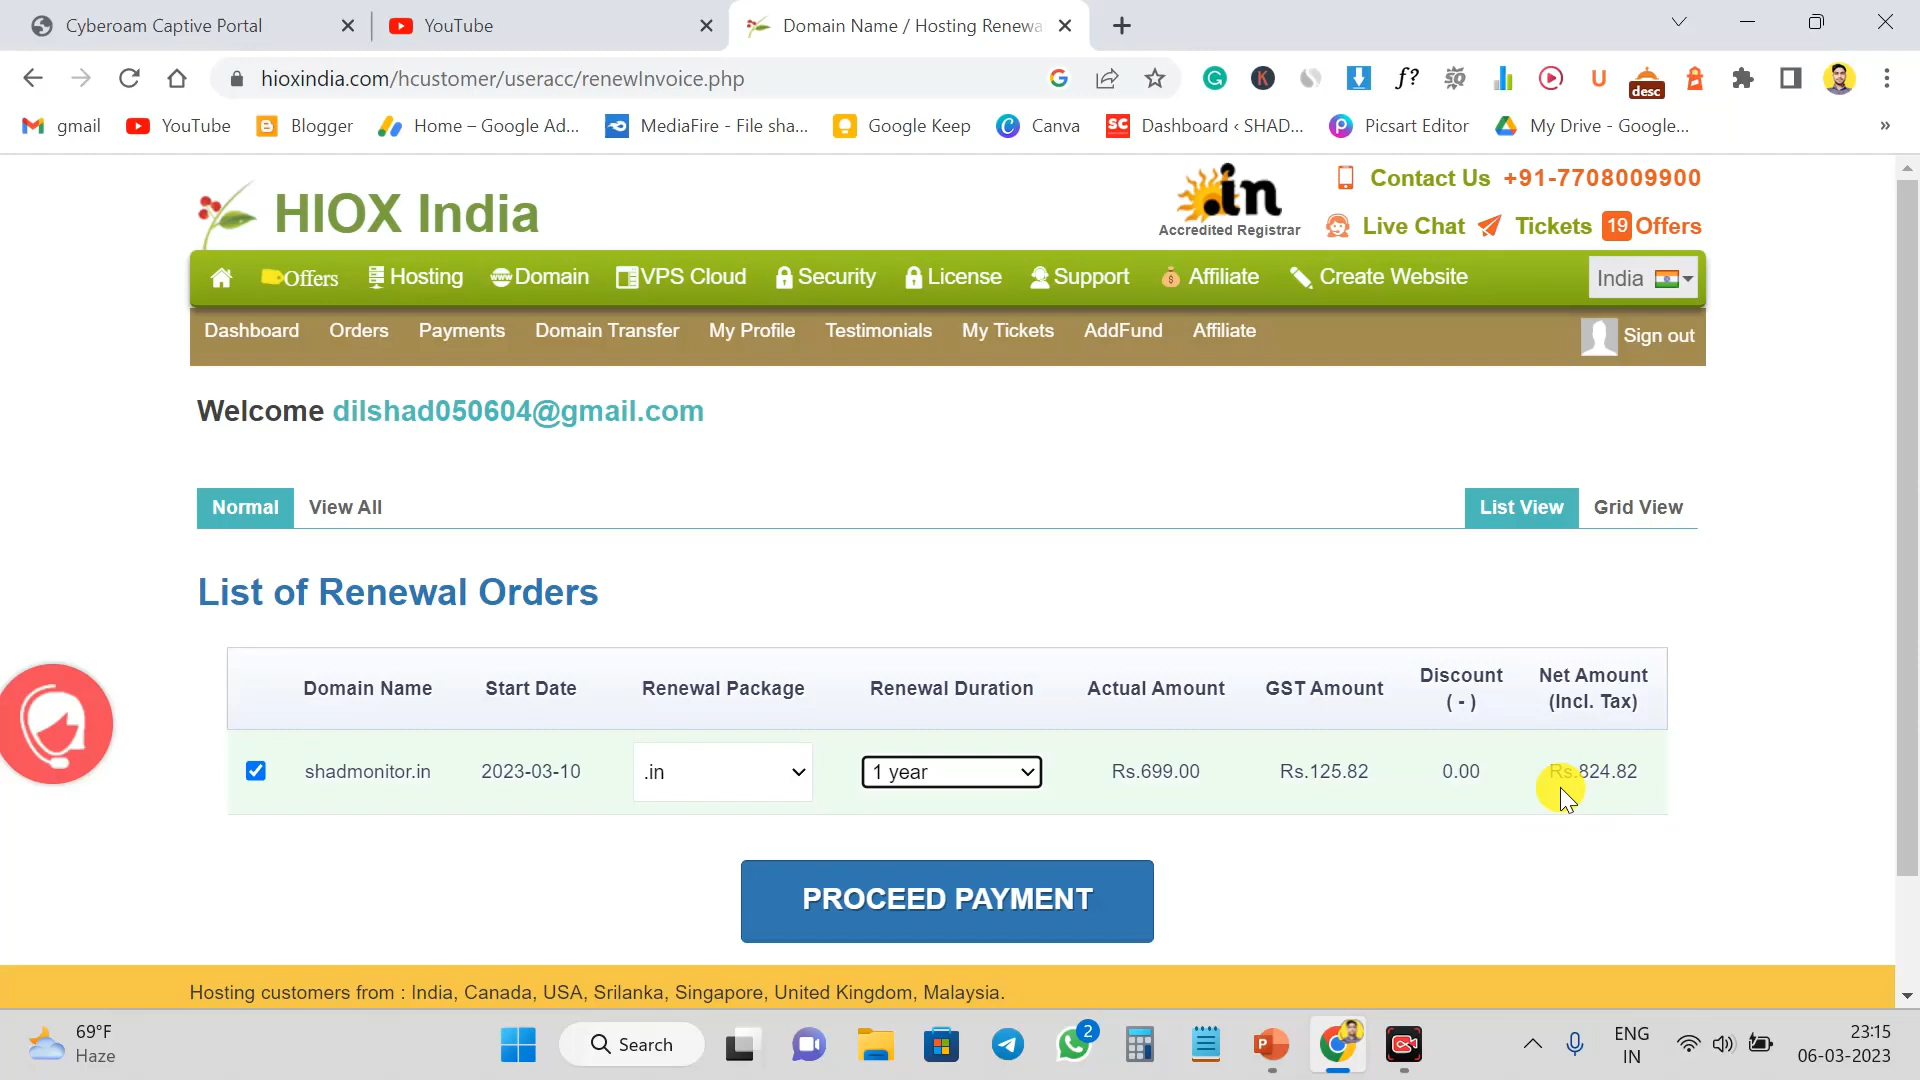 Cyberoam Captive Portal
YouTube
Domain Name / Hosting Renewa
hioxindia.com/hcustomer/useracc/renewInvoice.php
desc
gmail
YouTube
Blogger
Home – Google Ad...
MediaFire - File sha...
Google Keep
Canva
Dashboard ‹ SHAD...
Picsart Editor
My Drive - Google...
»
HIOX India
.in
Accredited Registrar
Contact Us +91-7708009900
Live Chat Tickets 19 Offers
Offers Hosting Domain VPS Cloud Security License Support Affiliate Create Website India
Dashboard Orders Payments Domain Transfer My Profile Testimonials My Tickets AddFund Affiliate Sign out
Welcome dilshad050604@gmail.com
Normal View All List View Grid View
List of Renewal Orders
Domain Name Start Date Renewal Package Renewal Duration Actual Amount GST Amount Discount ( - ) Net Amount (Incl. Tax)
shadmonitor.in 2023-03-10 .in 1 year Rs.699.00 Rs.125.82 0.00 Rs.824.82
PROCEED PAYMENT
Hosting customers from : India, Canada, USA, Srilanka, Singapore, United Kingdom, Malaysia.
69°F
Haze
Search
2
ENG
IN
23:15
06-03-2023